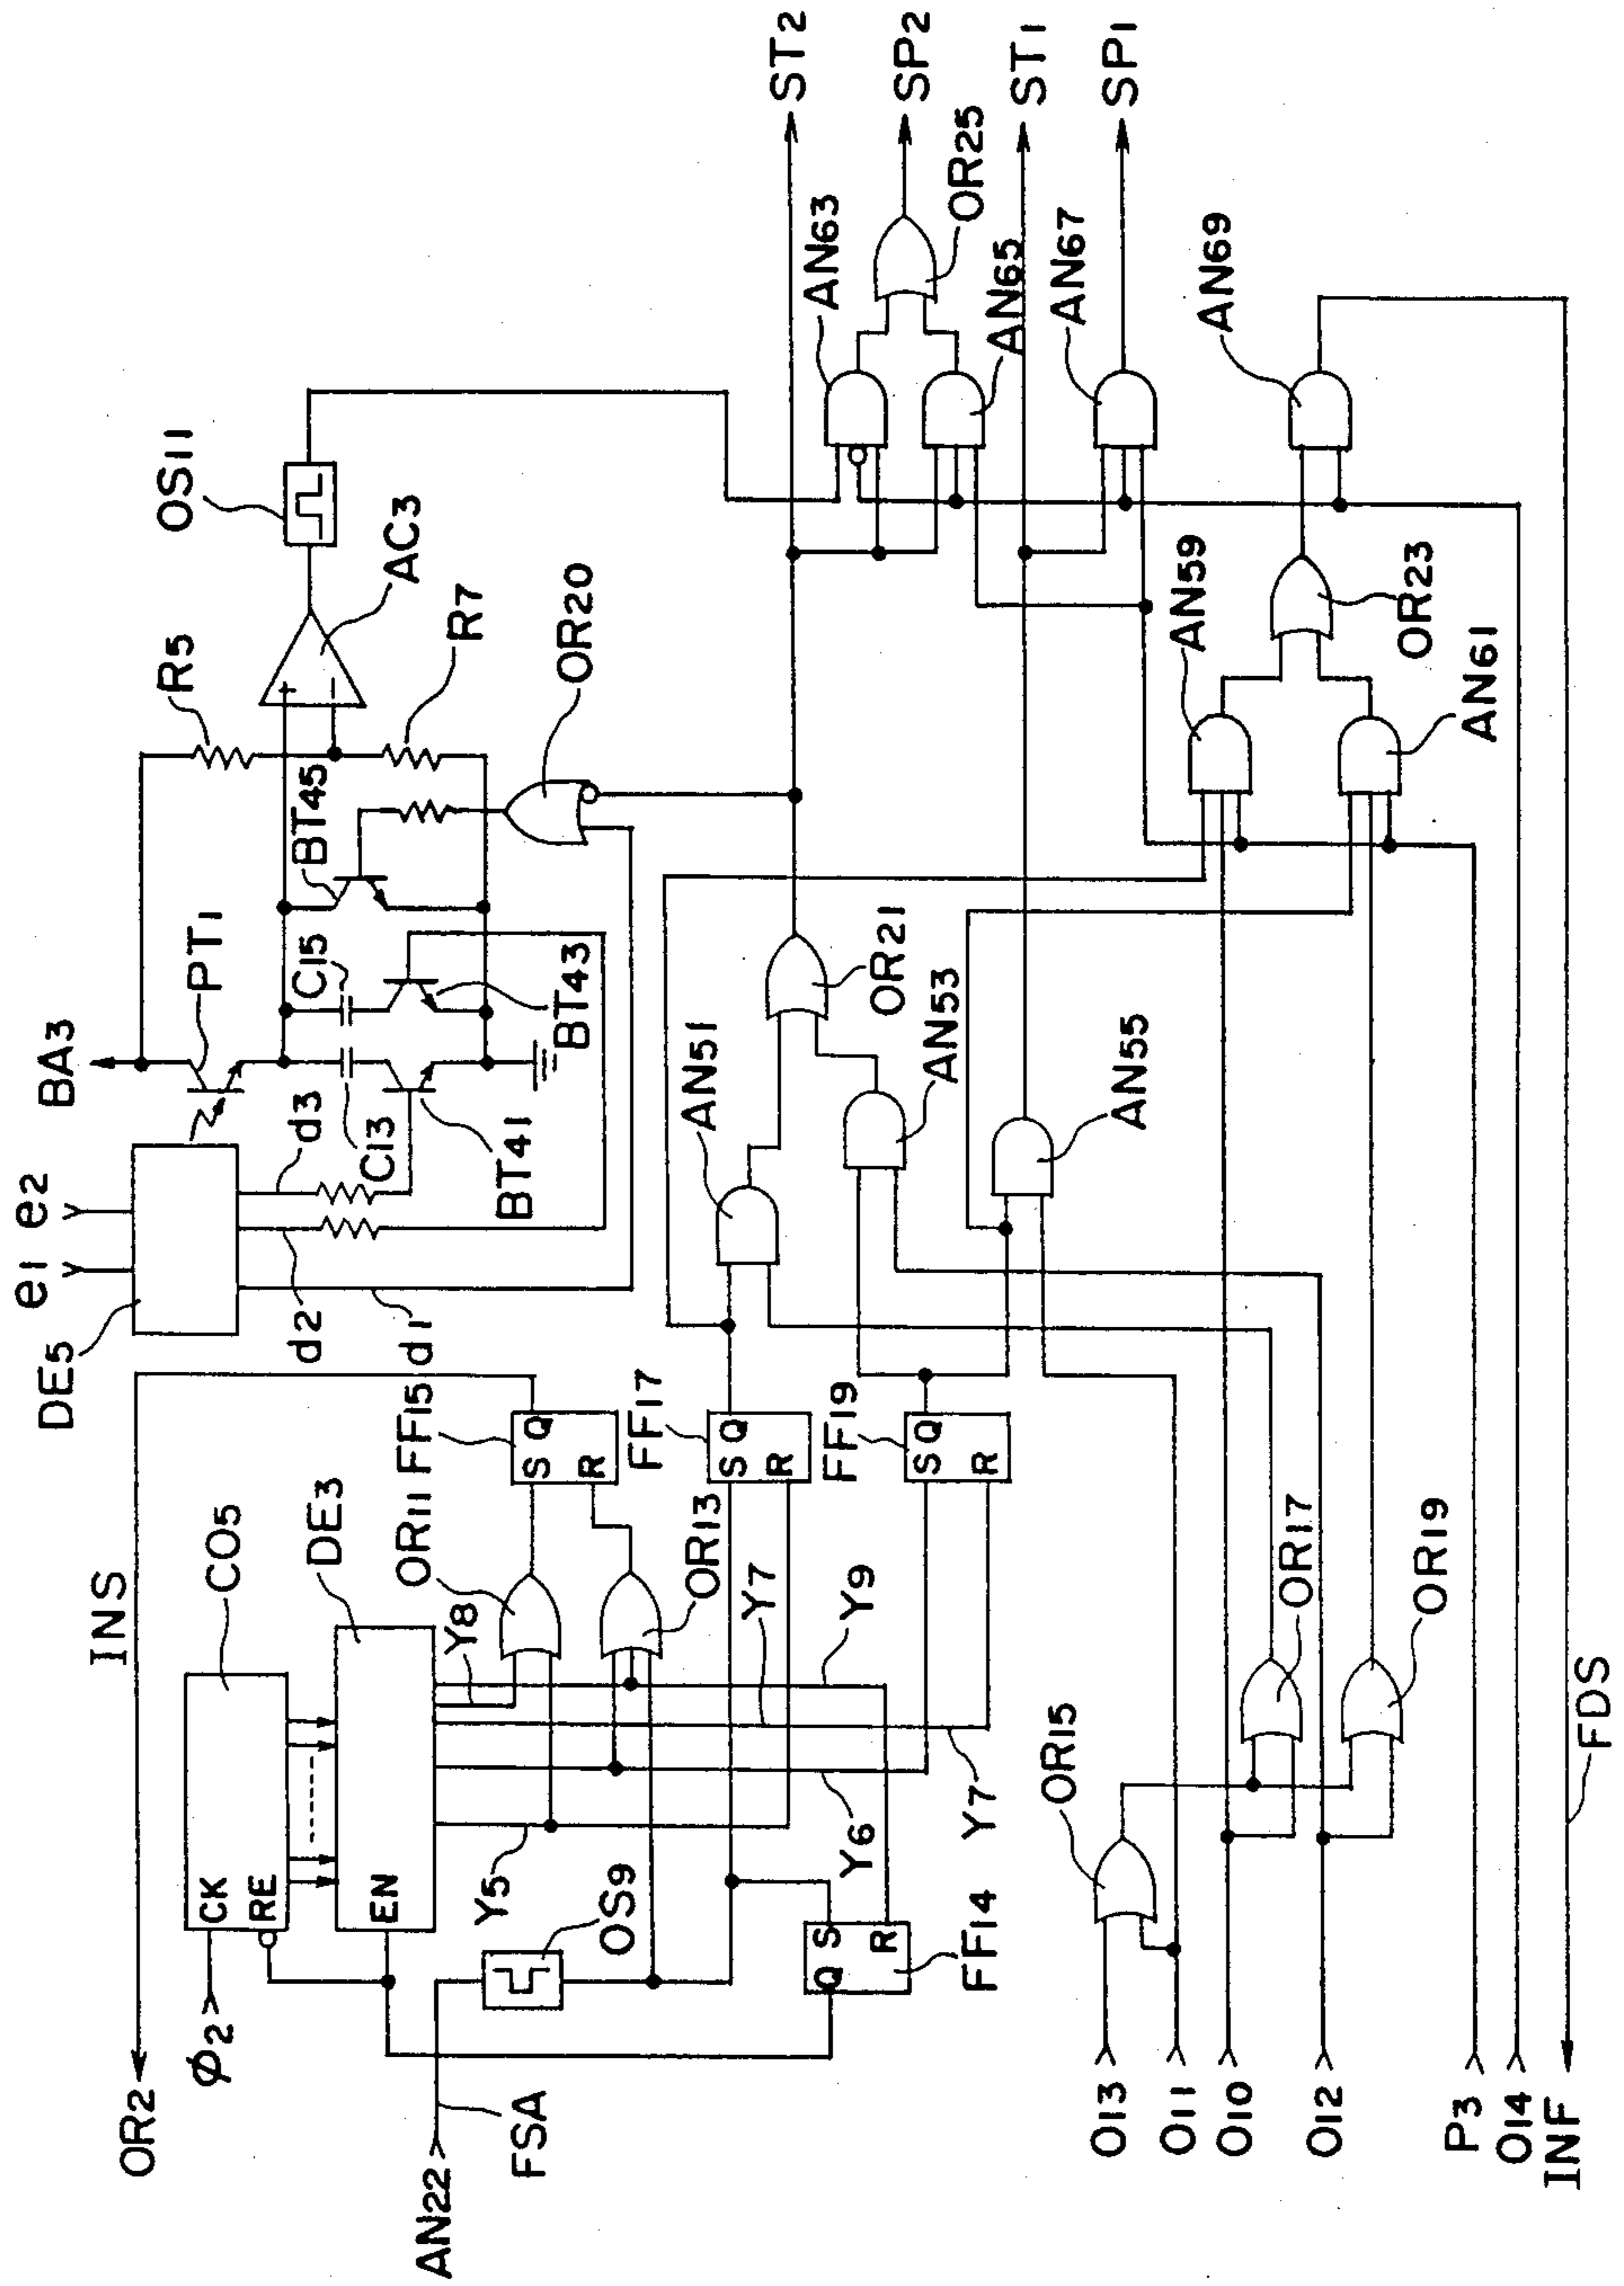 ST2
SP2
ST1
SP1
AN63
OR25
AN65
AN67
AN69
OS11
AC3
R5
R7
OR20
BT45
AN59
OR23
AN61
BA3
PT1
C15
BT43
d3
C13
BT41
OR21
AN51
AN53
AN55
e1 e2
DE5
d2
d1
INS
CO5
DE3
OR11 FF15
FF17
FF19
S Q
R
S Q
R
S Q
R
OR13
Y8
Y7
Y9
CK
RE
EN
Y5
OS9
Y6
Y7
Q S
R
FF14
OR15
OR17
OR19
FDS
OR2
φ2
AN22
FSA
O13
O11
O10
O12
P3
O14
INF
+
−